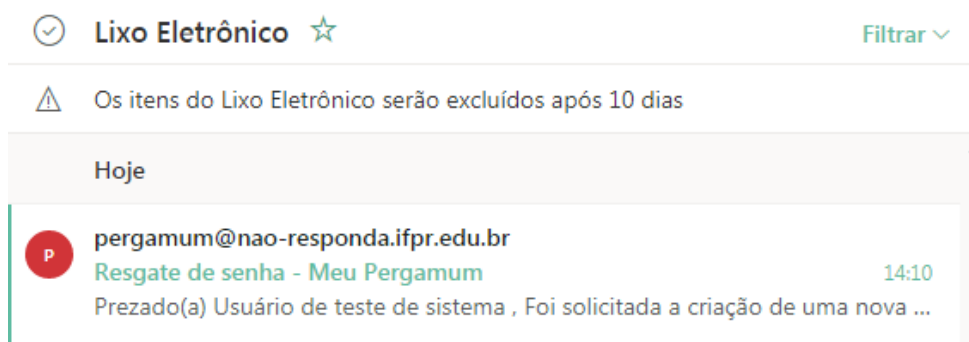 Lixo Eletrônico
Filtrar
Os itens do Lixo Eletrônico serão excluídos após 10 dias
Hoje
P
pergamum@nao-responda.ifpr.edu.br
Resgate de senha - Meu Pergamum 14:10
Prezado(a) Usuário de teste de sistema , Foi solicitada a criação de uma nova ...